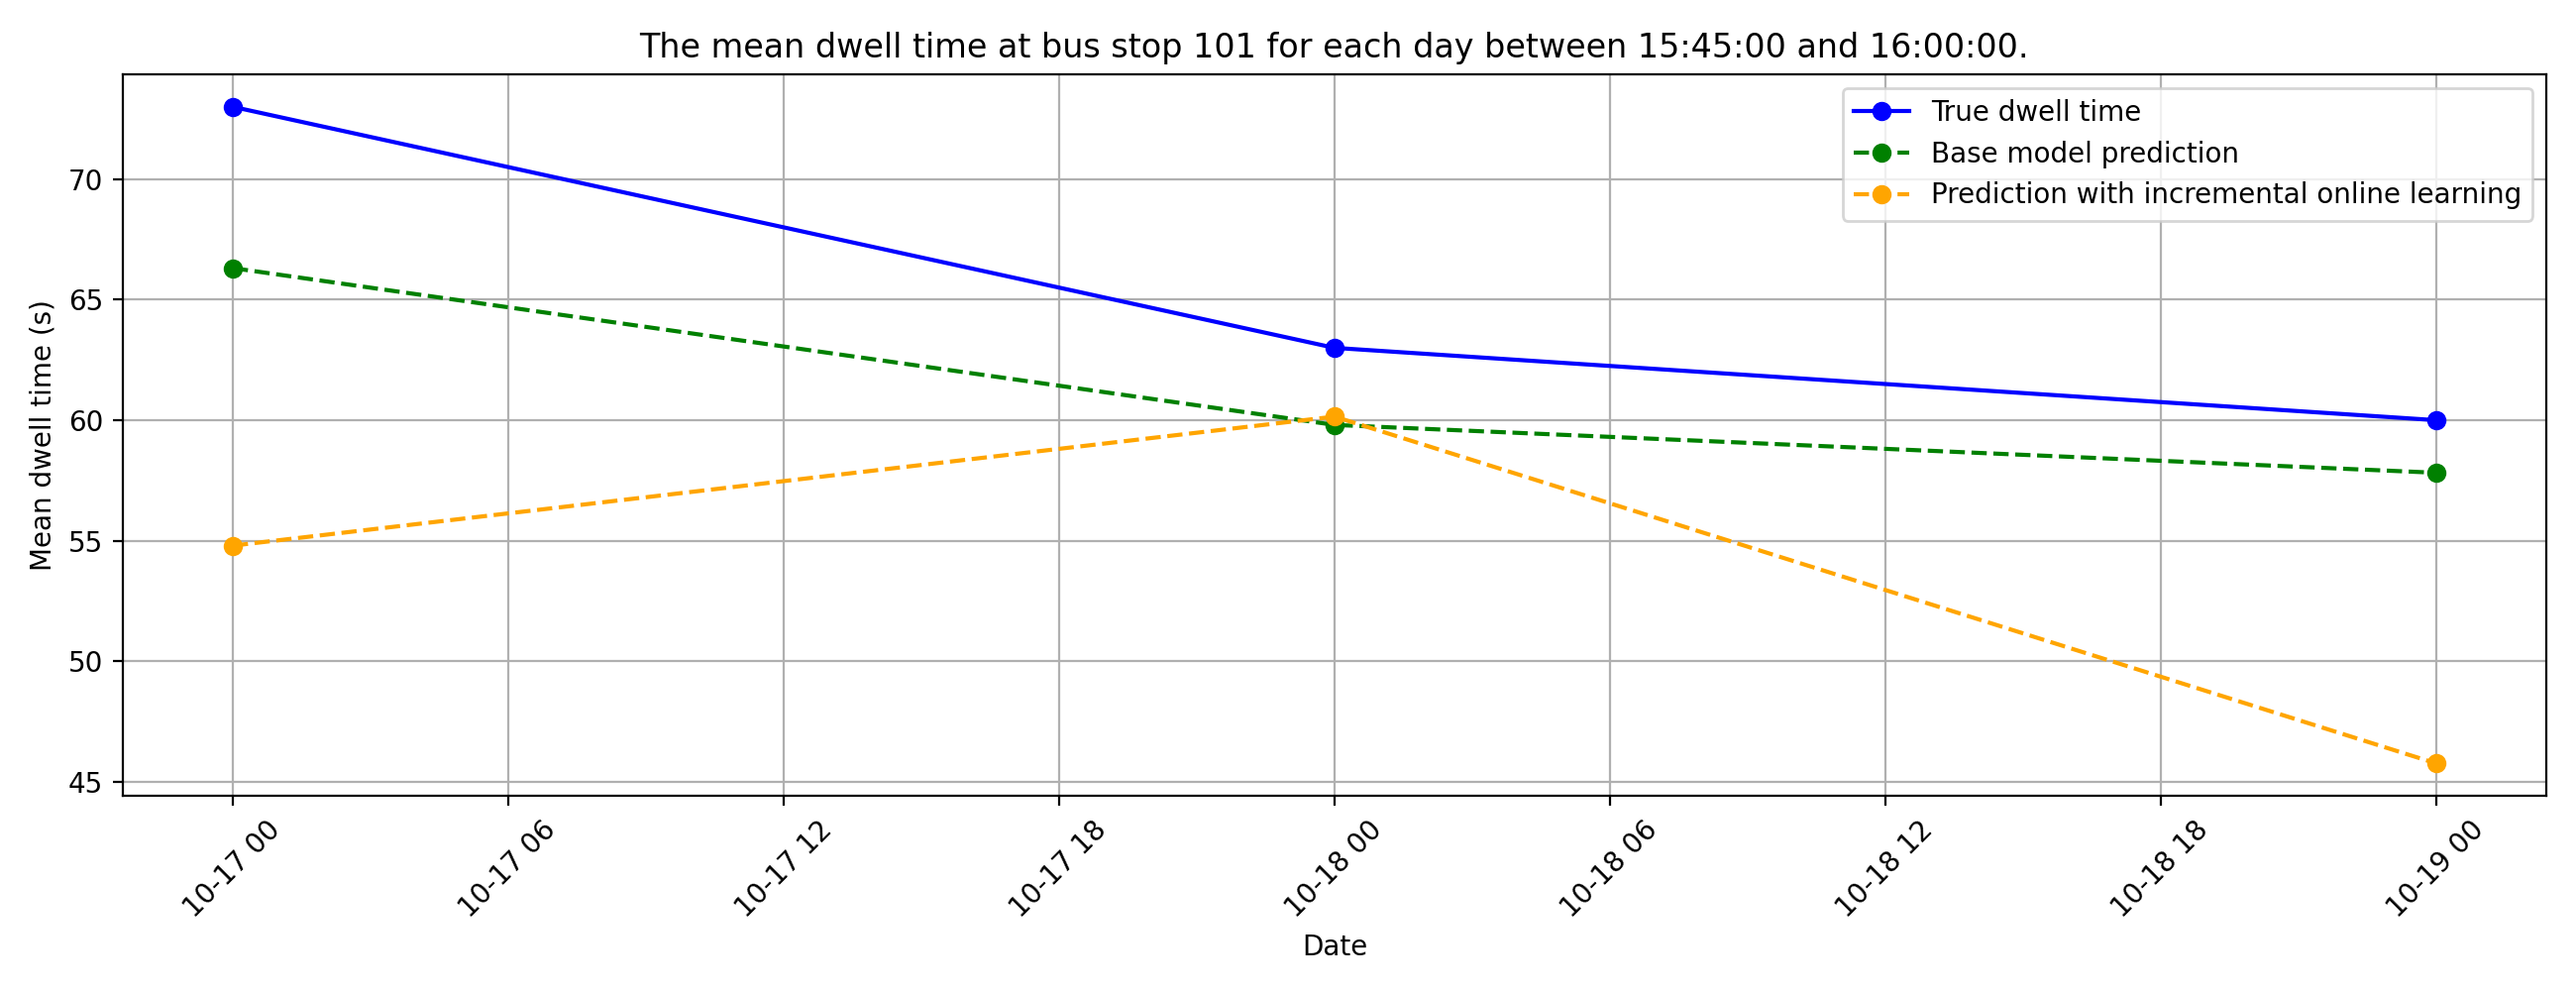 The mean dwell time at bus stop 101 for each day between 15:45:00 and 16:00:00.
True dwell time
Base model prediction
Prediction with incremental online learning
Mean dwell time (s)
70
65
60
55
50
45
10-17 00
10-17 06
10-17 12
10-17 18
10-18 00
10-18 06
10-18 12
10-18 18
10-19 00
Date